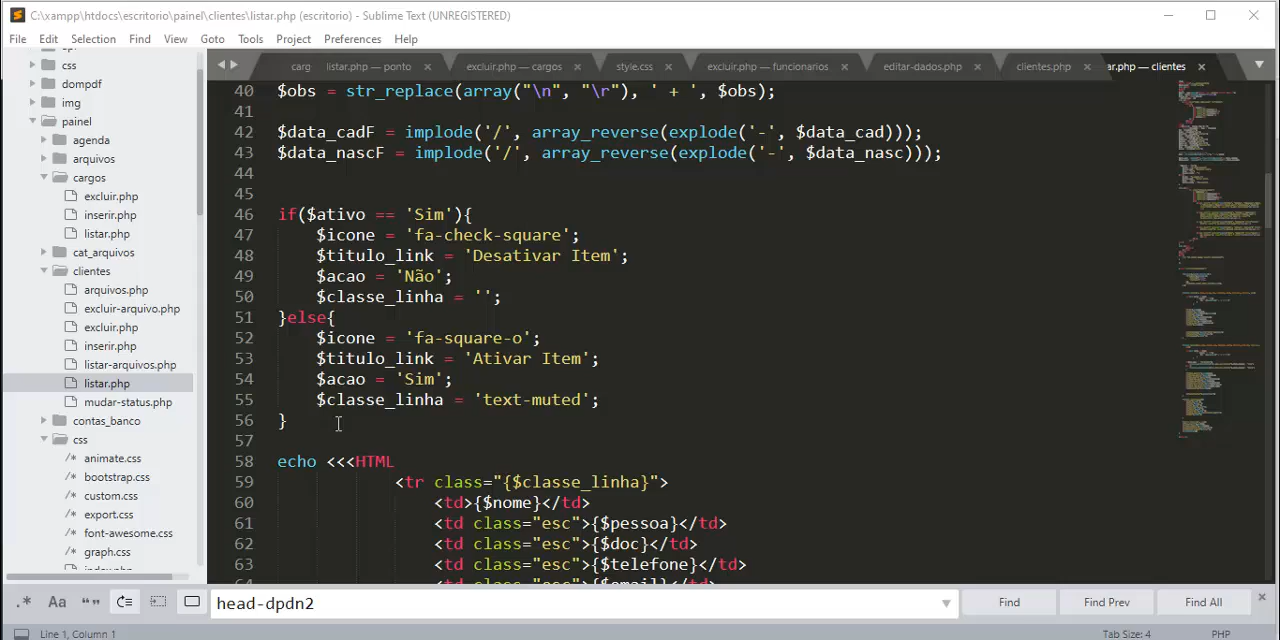 C:\xampp\htdocs\escritorio\painel\clientes\listar.php (escritorio) - Sublime Text (UNREGISTERED)
File Edit Selection Find View Goto Tools Project Preferences Help
carg listar.php — ponto excluir.php — cargos style.css excluir.php — funcionarios editar-dados.php clientes.php ar.php — clientes
css
dompdf
img
painel
agenda
arquivos
cargos
excluir.php
inserir.php
listar.php
cat_arquivos
clientes
arquivos.php
excluir-arquivo.php
excluir.php
inserir.php
listar-arquivos.php
listar.php
mudar-status.php
contas_banco
css
/* animate.css
/* bootstrap.css
/* custom.css
/* export.css
/* font-awesome.css
/* graph.css
40 $obs = str_replace(array("\n", "\r"), ' + ', $obs);
41
42 $data_cadF = implode('/', array_reverse(explode('-', $data_cad)));
43 $data_nascF = implode('/', array_reverse(explode('-', $data_nasc)));
44
45
46 if($ativo == 'Sim'){
47 $icone = 'fa-check-square';
48 $titulo_link = 'Desativar Item';
49 $acao = 'Não';
50 $classe_linha = '';
51 }else{
52 $icone = 'fa-square-o';
53 $titulo_link = 'Ativar Item';
54 $acao = 'Sim';
55 $classe_linha = 'text-muted';
56 }
57
58 echo <<<HTML
59 <tr class="{$classe_linha}">
60 <td>{$nome}</td>
61 <td class="esc">{$pessoa}</td>
62 <td class="esc">{$doc}</td>
63 <td class="esc">{$telefone}</td>
64 <td class="esc">{$email}</td>
.* Aa “” head-dpdn2 Find Find Prev Find All
Line 1, Column 1 Tab Size: 4 PHP